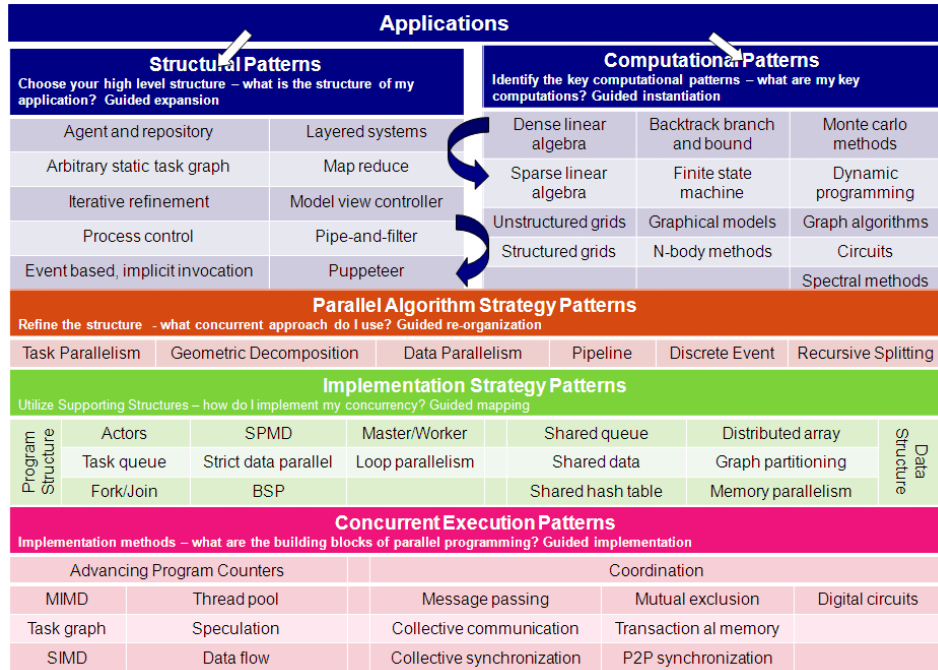 Applications
Structural Patterns
Choose your high level structure – what is the structure of my
application? Guided expansion
Computational Patterns
Identify the key computational patterns – what are my key
computations? Guided instantiation
Agent and repository
Layered systems
Arbitrary static task graph
Map reduce
Iterative refinement
Model view controller
Process control
Pipe-and-filter
Event based, implicit invocation
Puppeteer
Dense linear
algebra
Backtrack branch
and bound
Monte carlo
methods
Sparse linear
algebra
Finite state
machine
Dynamic
programming
Unstructured grids
Graphical models
Graph algorithms
Structured grids
N-body methods
Circuits
Spectral methods
Parallel Algorithm Strategy Patterns
Refine the structure - what concurrent approach do I use? Guided re-organization
Task Parallelism
Geometric Decomposition
Data Parallelism
Pipeline
Discrete Event
Recursive Splitting
Implementation Strategy Patterns
Utilize Supporting Structures – how do I implement my concurrency? Guided mapping
Program
Structure
Actors
SPMD
Master/Worker
Shared queue
Distributed array
Task queue
Strict data parallel
Loop parallelism
Shared data
Graph partitioning
Fork/Join
BSP
Shared hash table
Memory parallelism
Data
Structure
Concurrent Execution Patterns
Implementation methods – what are the building blocks of parallel programming? Guided implementation
Advancing Program Counters
Coordination
MIMD
Thread pool
Message passing
Mutual exclusion
Digital circuits
Task graph
Speculation
Collective communication
Transaction al memory
SIMD
Data flow
Collective synchronization
P2P synchronization